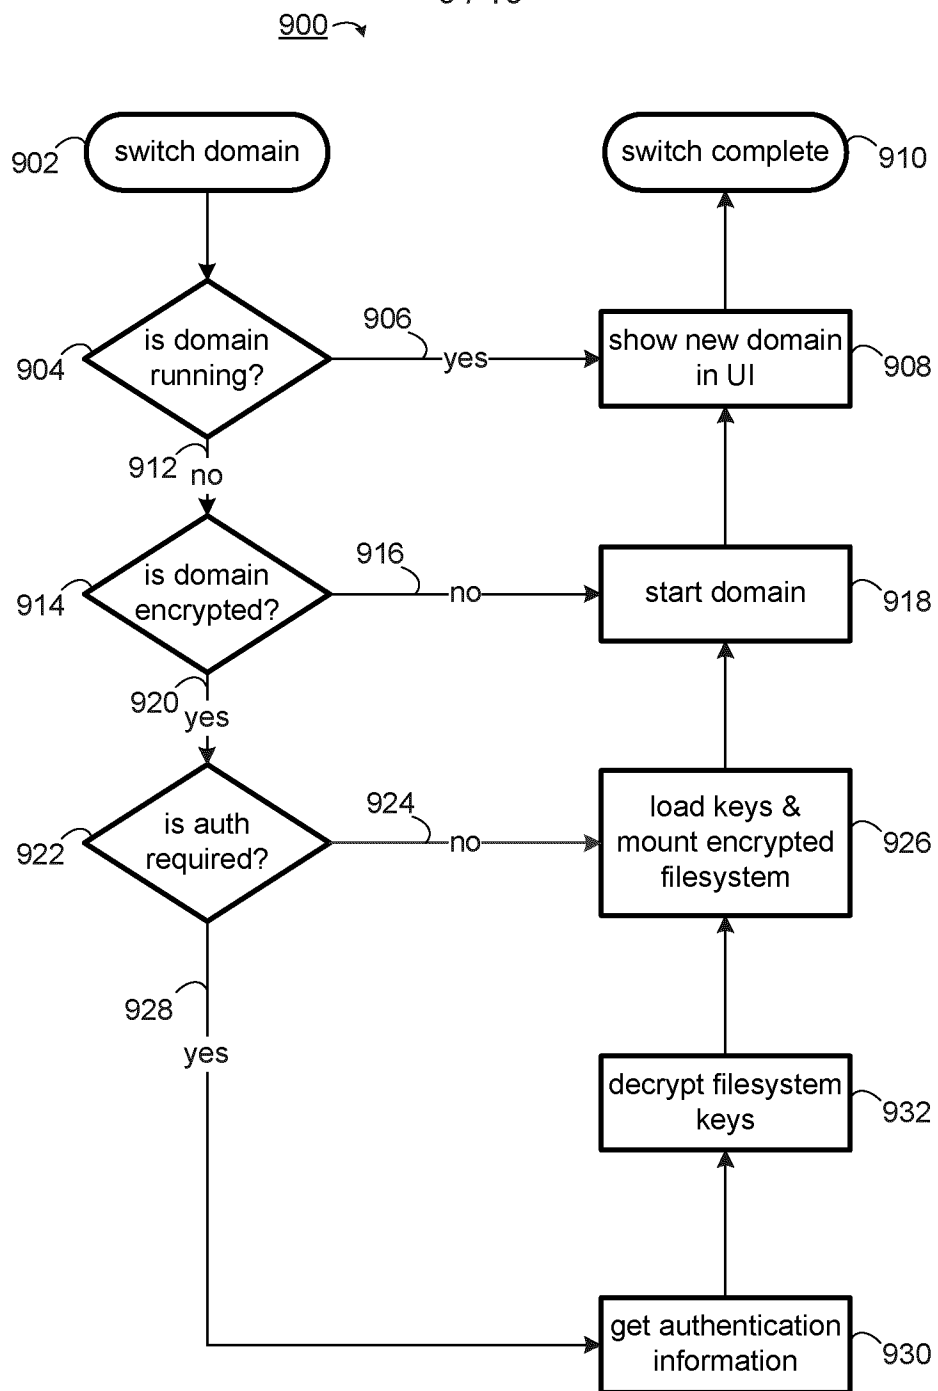 900
902
switch domain
switch complete
910
904
is domain
running?
906
yes
show new domain
in UI
908
912
no
914
is domain
encrypted?
916
no
start domain
918
920
yes
922
is auth
required?
924
no
load keys &
mount encrypted
filesystem
926
928
yes
decrypt filesystem
keys
932
get authentication
information
930